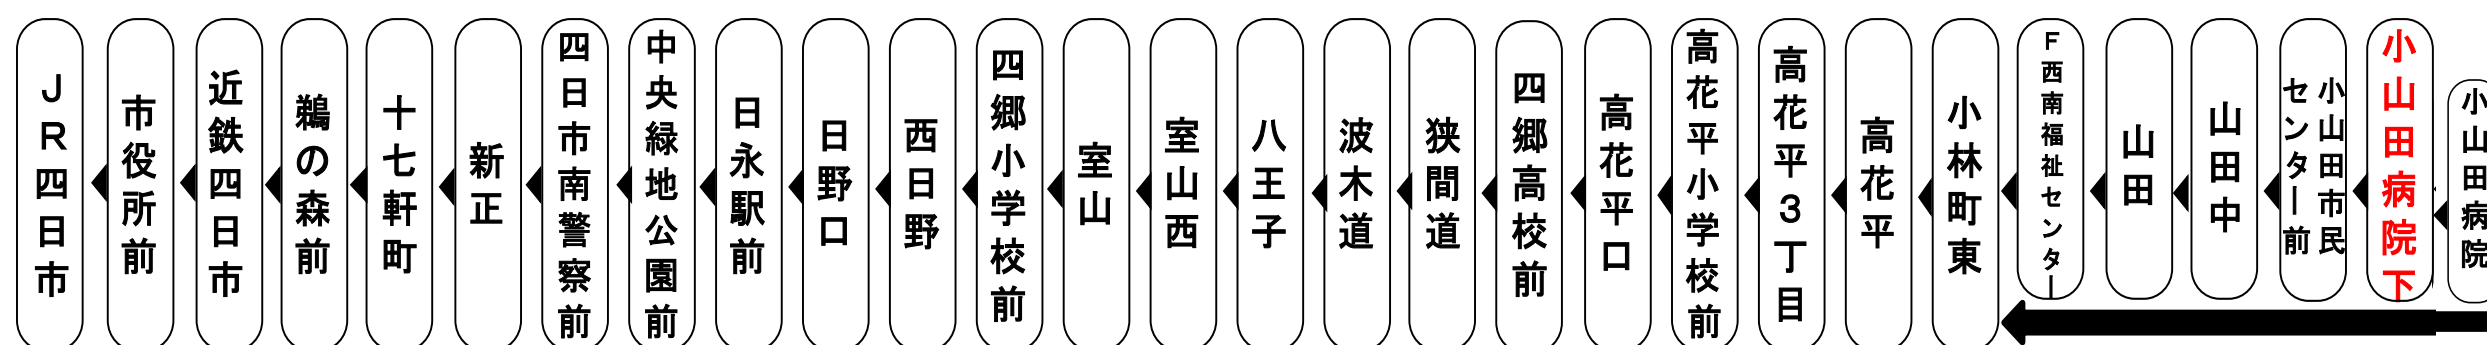 ＪＲ四日市
市役所前
近鉄四日市
鵜の森前
十七軒町
新正
四日市南警察前
中央緑地公園前
日永駅前
日野口
西日野
四郷小学校前
室山
室山西
八王子
波木道
狭間道
四郷高校前
高花平口
高花平小学校前
高花平３丁目
高花平
小林町東
Ｆ西南福祉センター
山田
山田中
小山田市民
センター前
小山田病院下
小山田病院